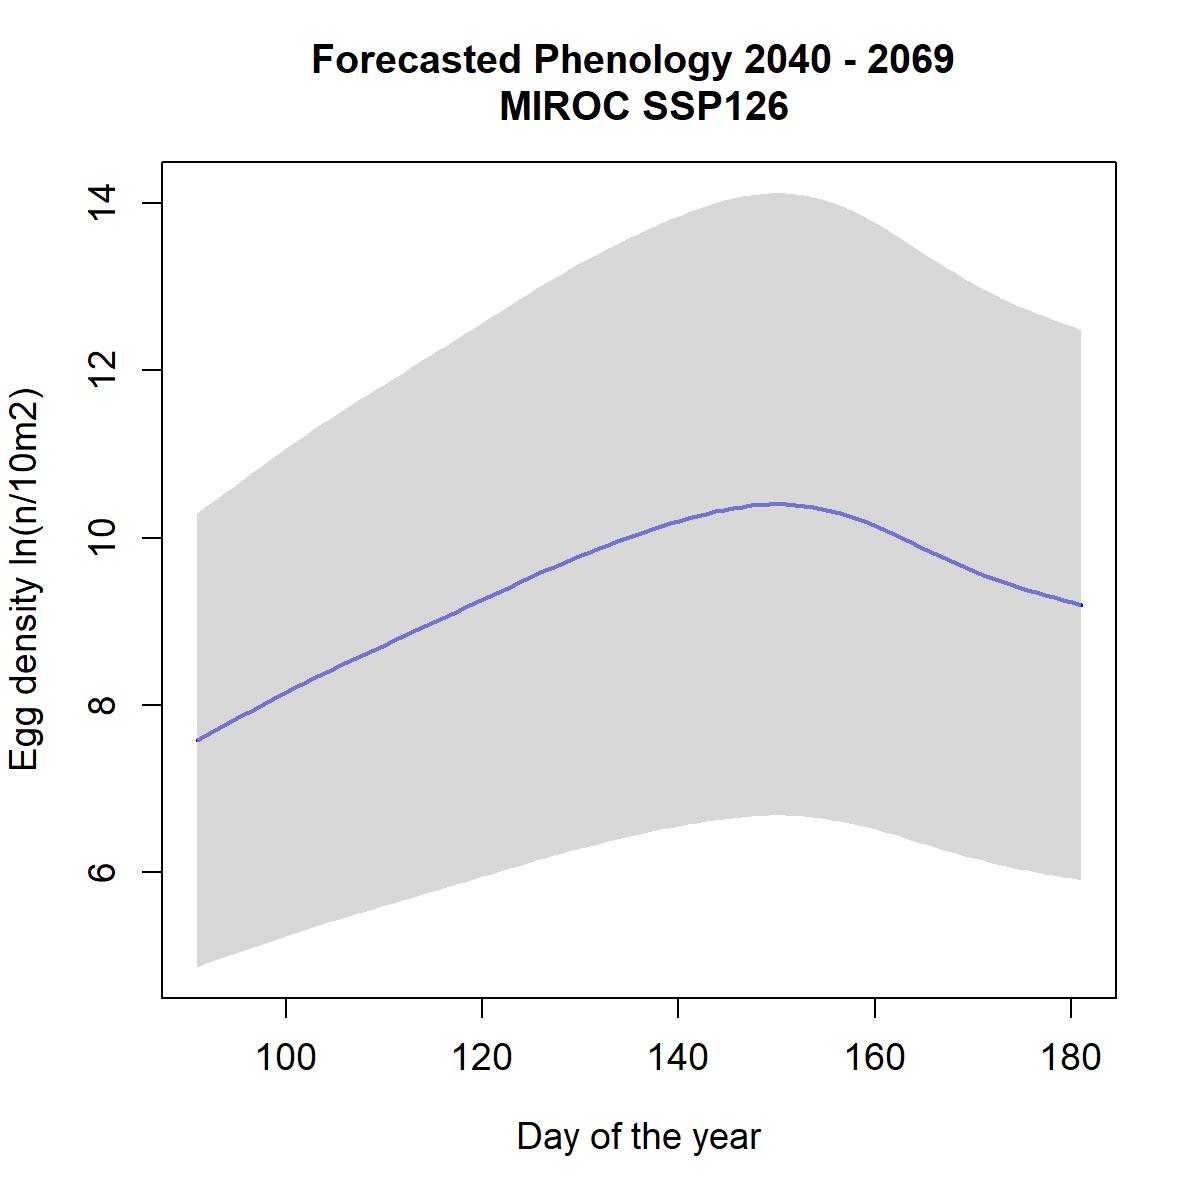 Forecasted Phenology 2040 - 2069
MIROC SSP126
Egg density ln(n/10m2)
14
12
10
8
6
100 120 140 160 180
Day of the year